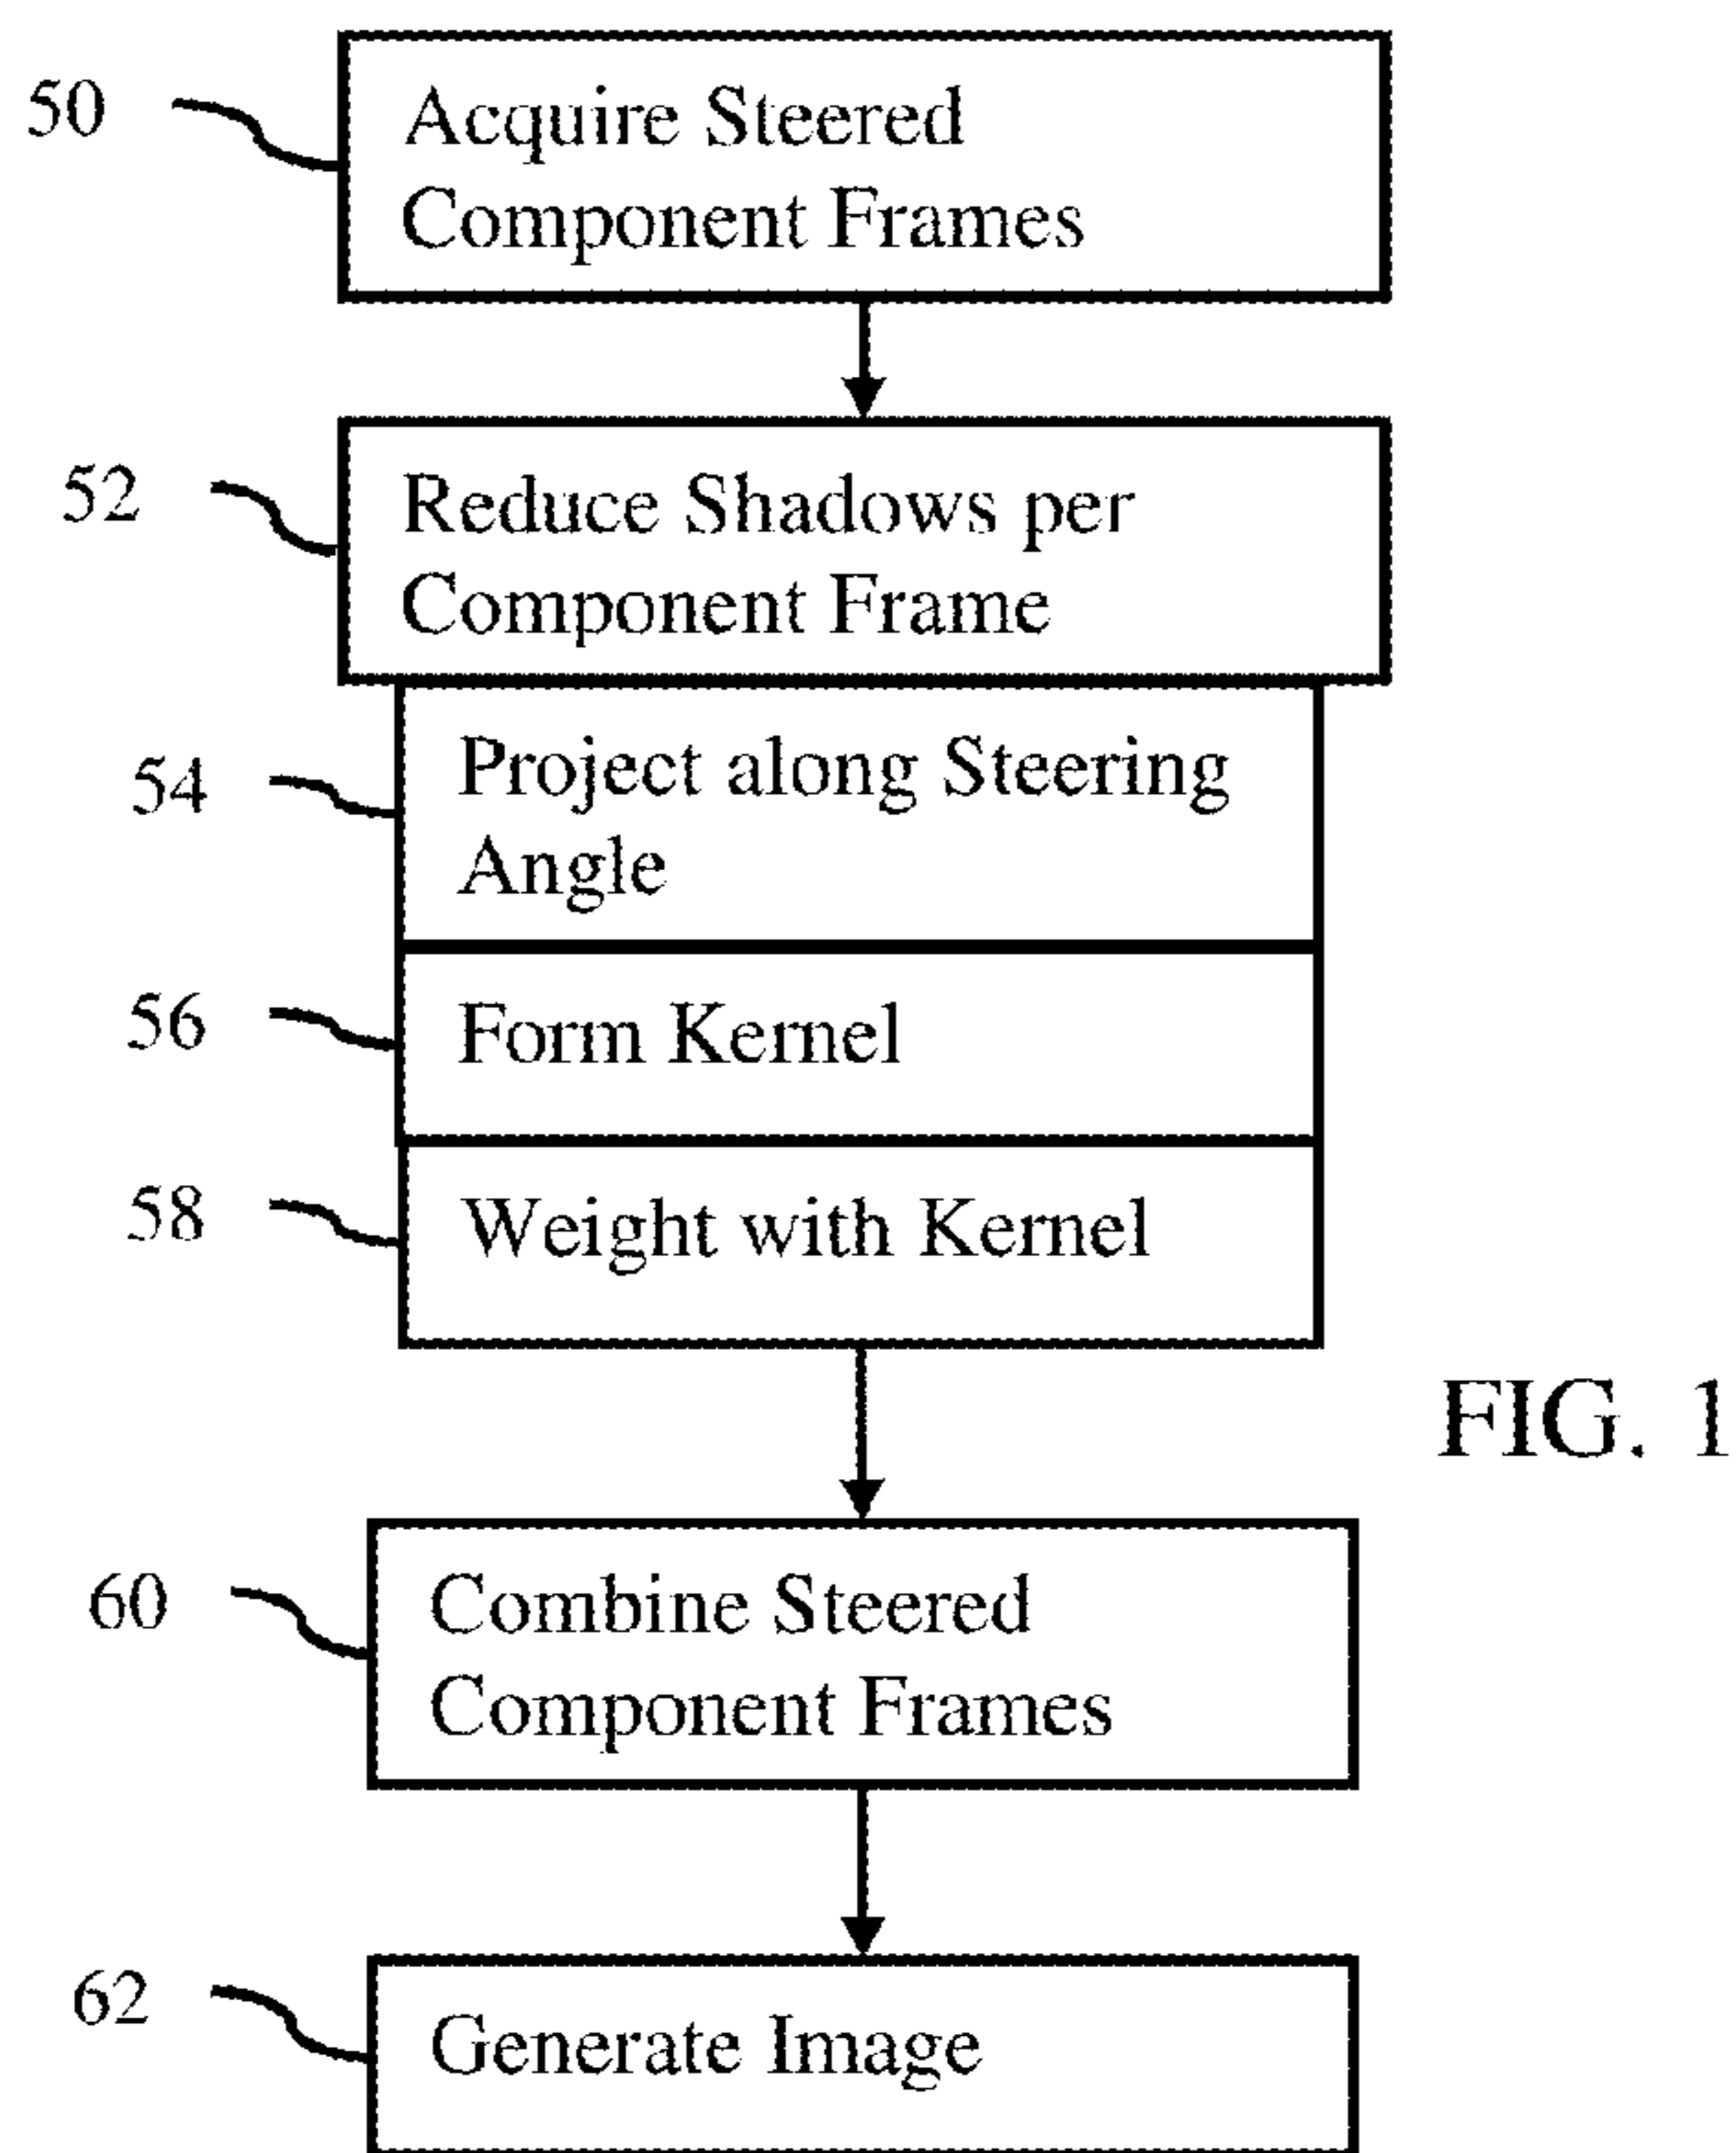 50
Acquire Steered
Component Frames
52
Reduce Shadows per
Component Frame
54
Project along Steering
Angle
56
Form Kernel
58
Weight with Kernel
FIG. 1
60
Combine Steered
Component Frames
62
Generate Image